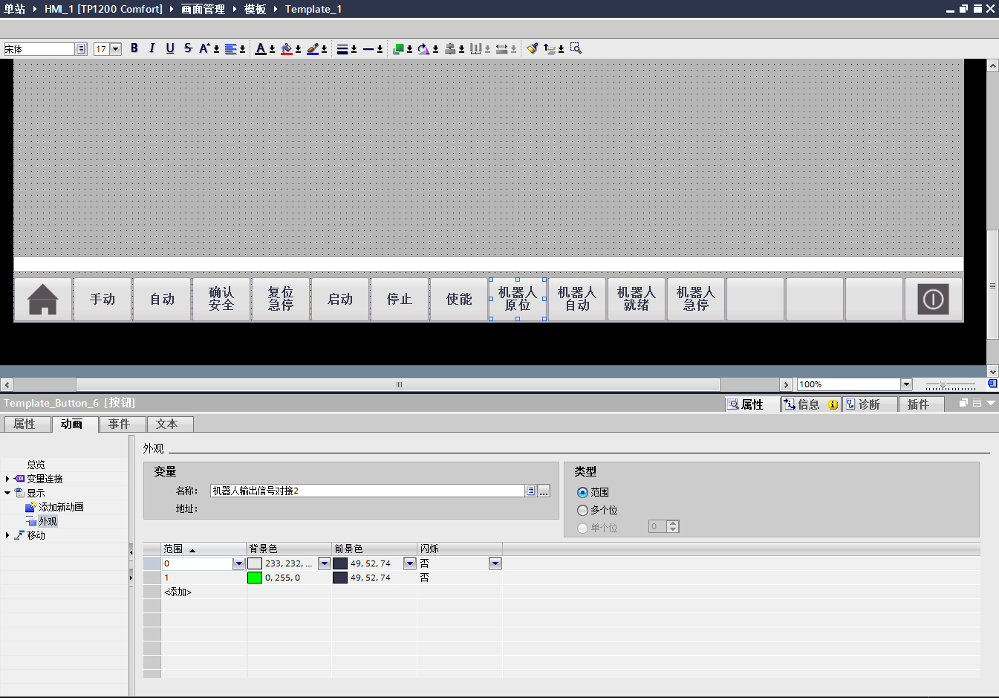 单站 HMI_1 [TP1200 Comfort] 画面管理 模板 Template_1
宋体 17 B I U S A A
手动 自动 确认安全 复位急停 启动 停止 使能 机器人原位 机器人自动 机器人就绪 机器人急停
100%
Template_Button_6 [按钮] 属性 信息 诊断 插件
属性 动画 事件 文本
总览
变量连接
显示
添加新动画
外观
移动
外观
变量
名称: 机器人输出信号对接2 ...
地址:
类型
范围
多个位
单个位 0
范围 背景色 前景色 闪烁
0 233, 232, ... 49, 52, 74 否
1 0, 255, 0 49, 52, 74 否
<添加>